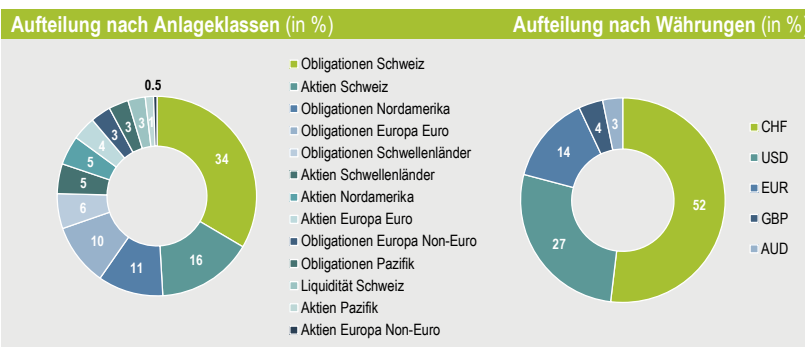 Aufteilung nach Anlageklassen (in %)
0.5
34
16
11
10
6
5
5
4
3
3
3
1
Obligationen Schweiz
Aktien Schweiz
Obligationen Nordamerika
Obligationen Europa Euro
Obligationen Schwellenländer
Aktien Schwellenländer
Aktien Nordamerika
Aktien Europa Euro
Obligationen Europa Non-Euro
Obligationen Pazifik
Liquidität Schweiz
Aktien Pazifik
Aktien Europa Non-Euro
Aufteilung nach Währungen (in %)
52
27
14
4
3
CHF
USD
EUR
GBP
AUD